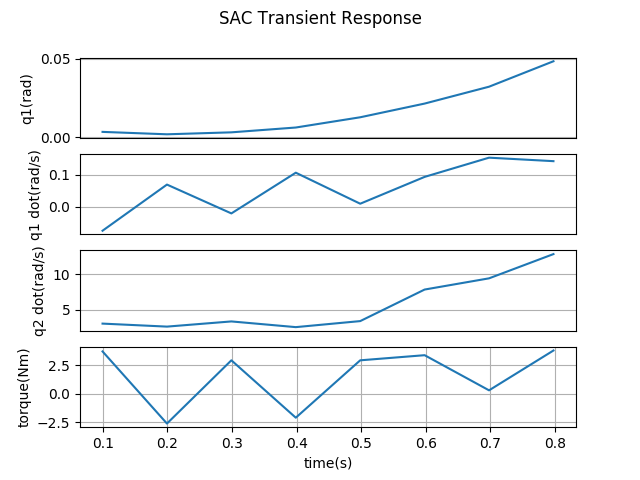 SAC Transient Response
q1(rad)
0.05
0.00
q1 dot(rad/s)
0.1
0.0
q2 dot(rad/s)
10
5
torque(Nm)
2.5
0.0
−2.5
0.1 0.2 0.3 0.4 0.5 0.6 0.7 0.8
time(s)